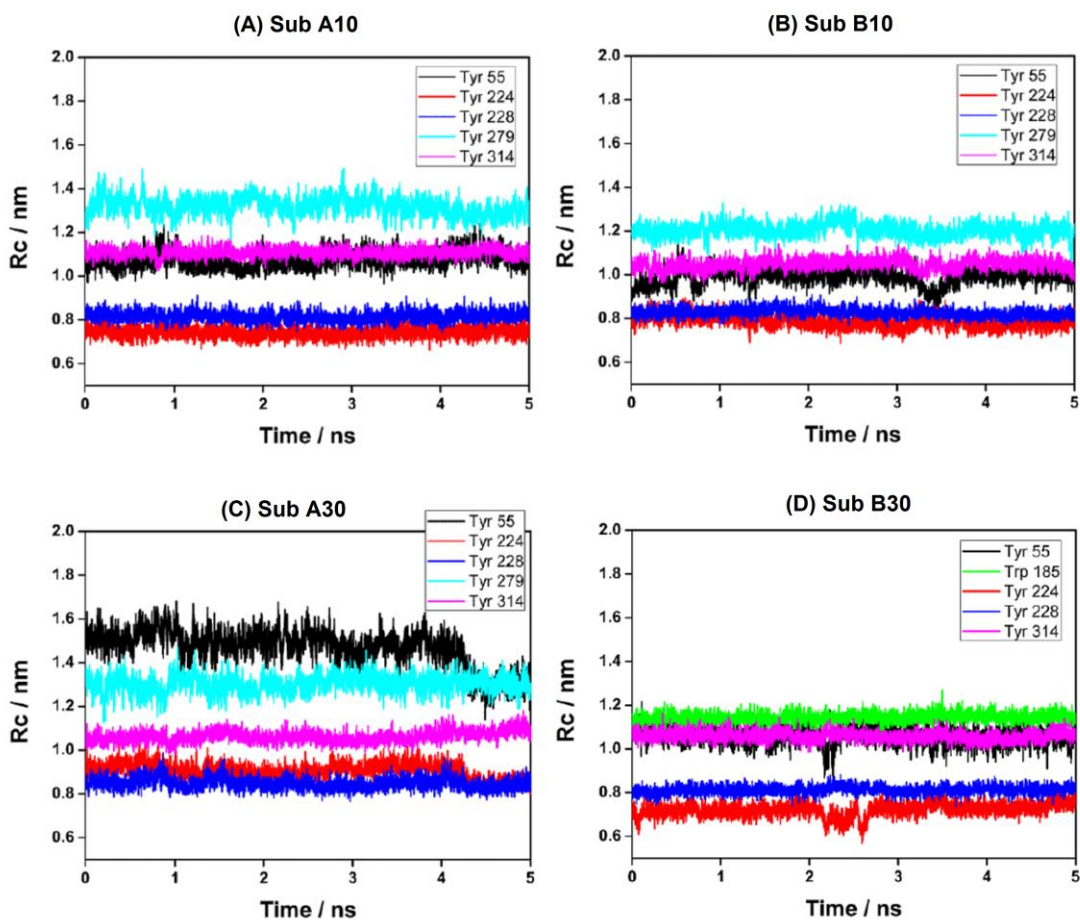 (A) Sub A10
2.0
1.8
1.6
1.4
1.2
1.0
0.8
0.6
Rc / nm
0
1
2
3
4
5
Time / ns
Tyr 55
Tyr 224
Tyr 228
Tyr 279
Tyr 314
(B) Sub B10
2.0
1.8
1.6
1.4
1.2
1.0
0.8
0.6
Rc / nm
0
1
2
3
4
5
Time / ns
Tyr 55
Tyr 224
Tyr 228
Tyr 279
Tyr 314
(C) Sub A30
2.0
1.8
1.6
1.4
1.2
1.0
0.8
0.6
Rc / nm
0
1
2
3
4
5
Time / ns
Tyr 55
Tyr 224
Tyr 228
Tyr 279
Tyr 314
(D) Sub B30
2.0
1.8
1.6
1.4
1.2
1.0
0.8
0.6
Rc / nm
0
1
2
3
4
5
Time / ns
Tyr 55
Trp 185
Tyr 224
Tyr 228
Tyr 314